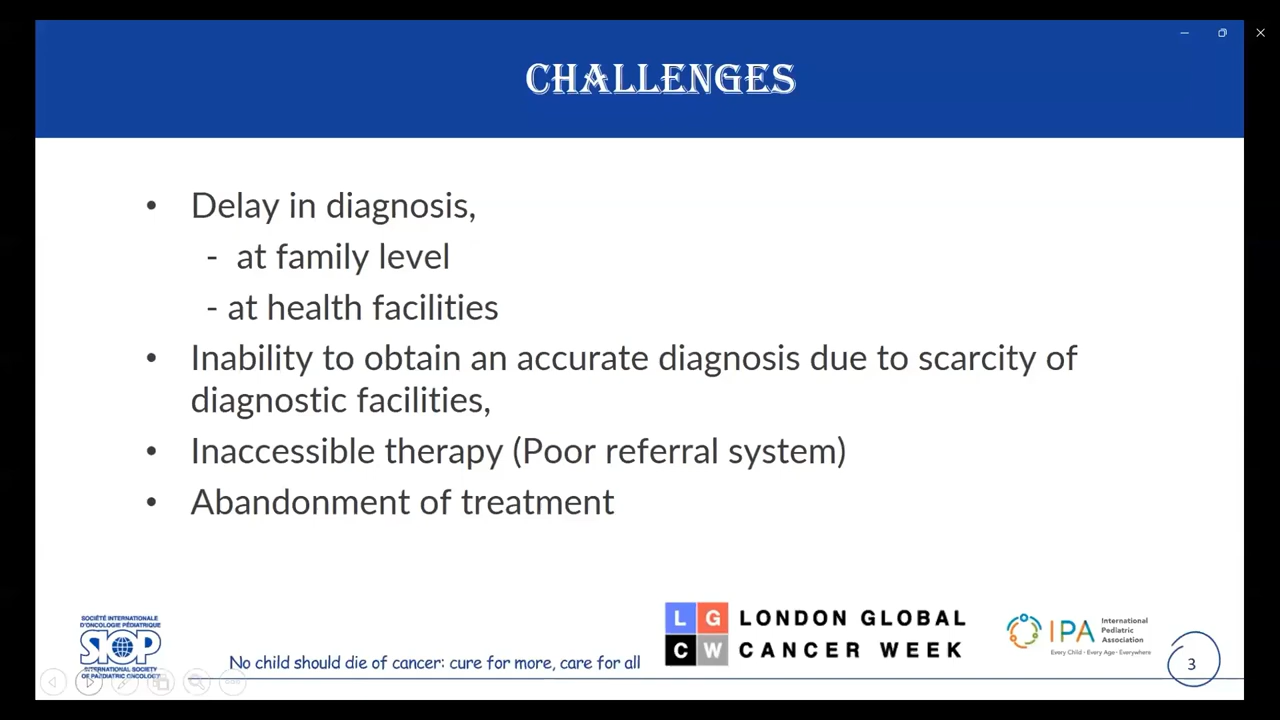 CHALLENGES
• Delay in diagnosis,
- at family level
- at health facilities
• Inability to obtain an accurate diagnosis due to scarcity of
diagnostic facilities,
• Inaccessible therapy (Poor referral system)
• Abandonment of treatment
SOCIÉTÉ INTERNATIONALE
D'ONCOLOGIE PÉDIATRIQUE
SIOP
INTERNATIONAL SOCIETY
OF PAEDIATRIC ONCOLOGY
No child should die of cancer: cure for more, care for all
L G
C W
LONDON GLOBAL
CANCER WEEK
IPA
International
Pediatric
Association
Every Child - Every Age - Everywhere
3